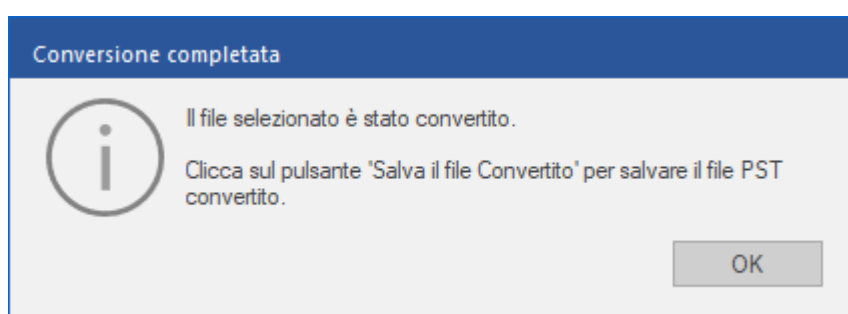 Conversione completata
Il file selezionato è stato convertito.
Clicca sul pulsante 'Salva il file Convertito' per salvare il file PST
convertito.
OK